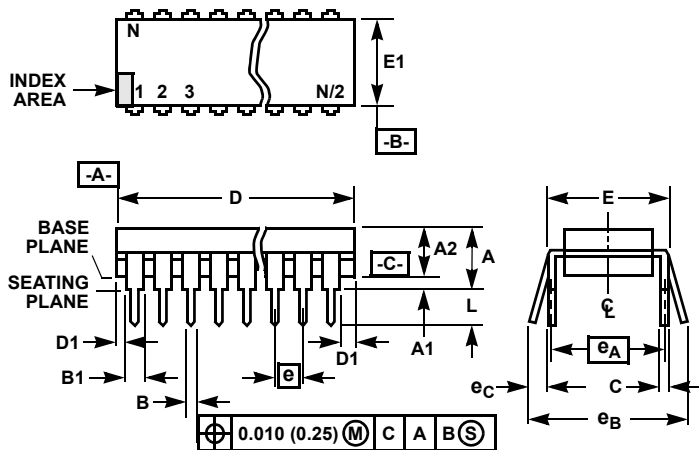 N
E1
INDEX
AREA
1 2 3 N/2
-B-
-A-
D
E
BASE
PLANE
A2
A
-C-
SEATING
PLANE
L
C
L
D1
A1
D1
eA
B1
e
eC
C
B
eB
0.010 (0.25) M C A B S